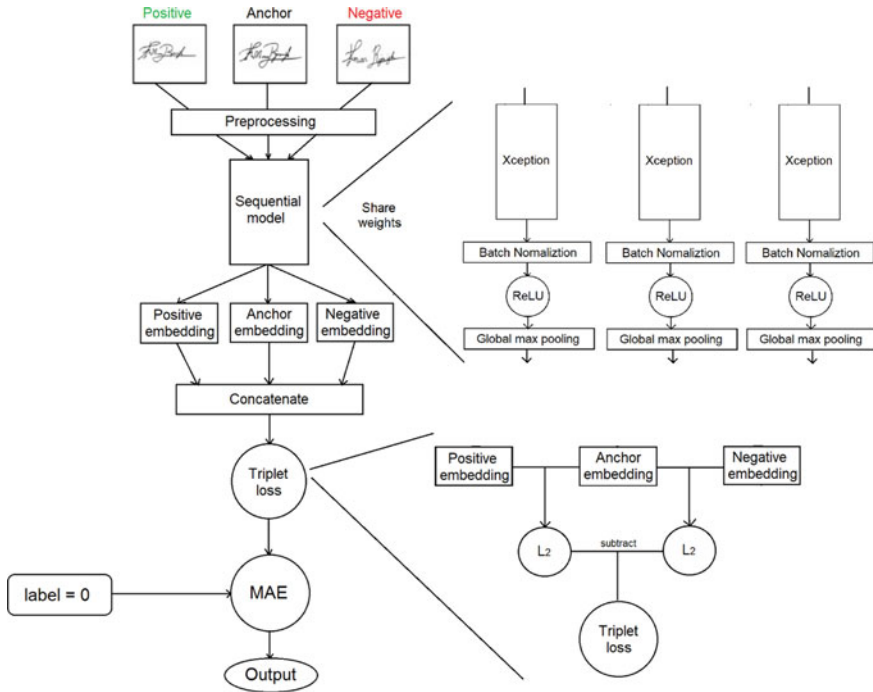 Positive
Anchor
Negative
Preprocessing
Sequential
model
Share
weights
Xception
Xception
Xception
Batch Nomaliztion
Batch Nomaliztion
Batch Nomaliztion
ReLU
ReLU
ReLU
Global max pooling
Global max pooling
Global max pooling
Positive
embedding
Anchor
embedding
Negative
embedding
Concatenate
Triplet
loss
MAE
label = 0
Output
Positive
embedding
Anchor
embedding
Negative
embedding
L2
subtract
L2
Triplet
loss